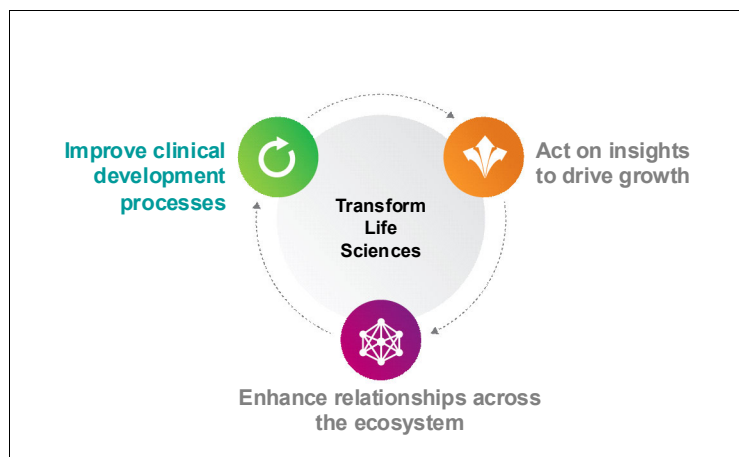 Improve clinical
development
processes
Act on insights
to drive growth
Transform
Life
Sciences
Enhance relationships across
the ecosystem